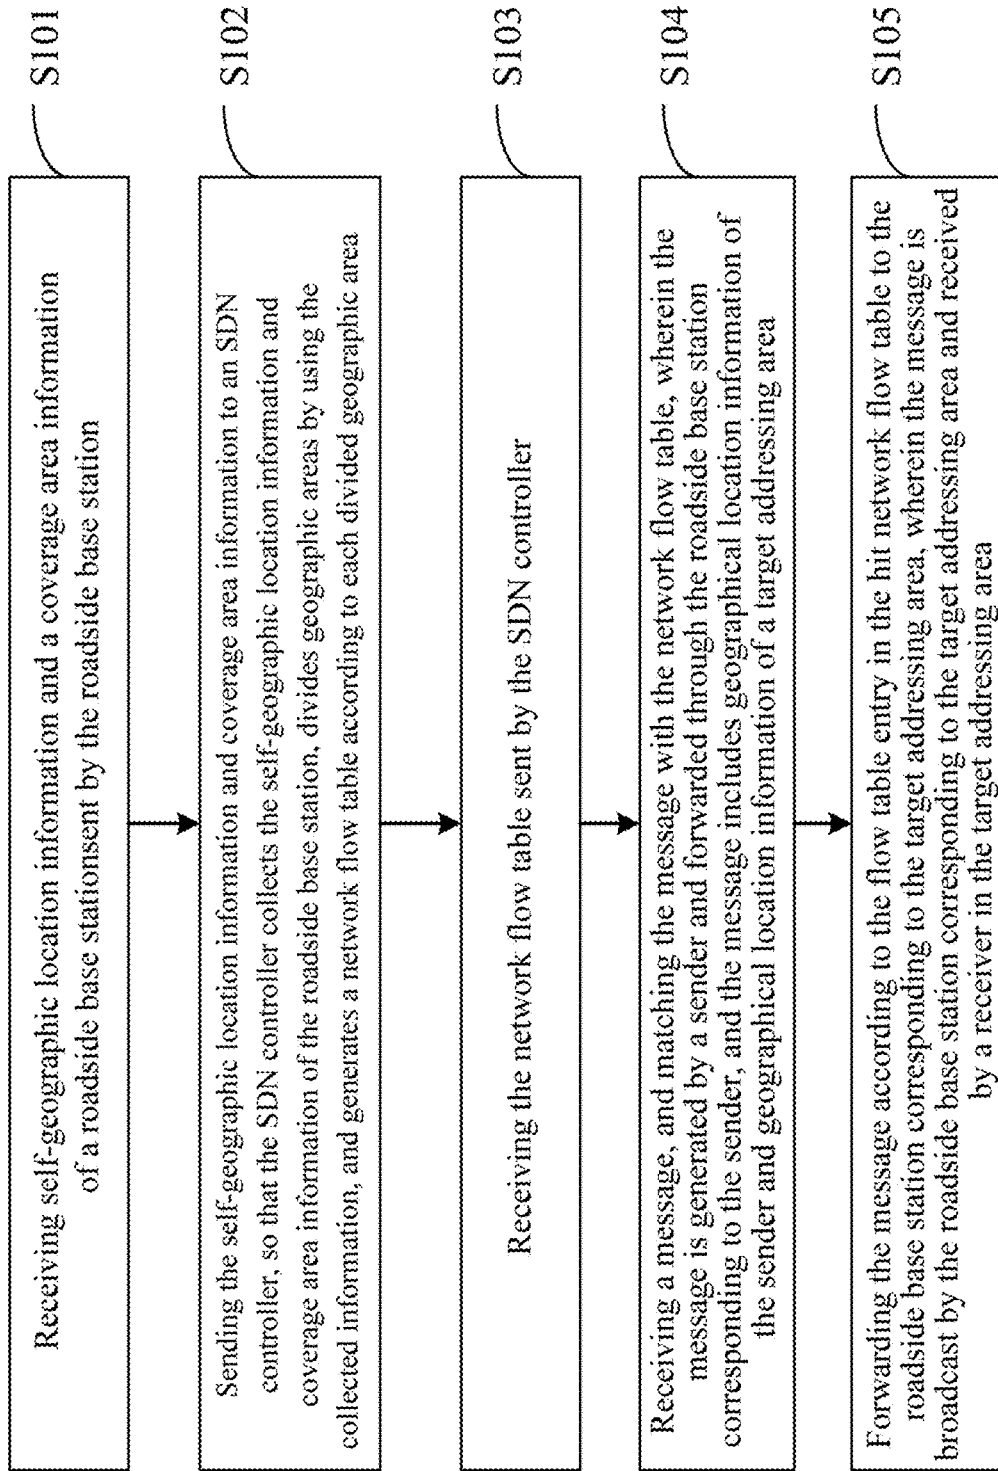 Receiving self-geographic location information and a coverage area information
of a roadside base stationsent by the roadside base station
S101
Sending the self-geographic location information and coverage area information to an SDN
controller, so that the SDN controller collects the self-geographic location information and
coverage area information of the roadside base station, divides geographic areas by using the
collected information, and generates a network flow table according to each divided geographic area
S102
Receiving the network flow table sent by the SDN controller
S103
Receiving a message, and matching the message with the network flow table, wherein the
message is generated by a sender and forwarded through the roadside base station
corresponding to the sender, and the message includes geographical location information of
the sender and geographical location information of a target addressing area
S104
Forwarding the message according to the flow table entry in the hit network flow table to the
roadside base station corresponding to the target addressing area, wherein the message is
broadcast by the roadside base station corresponding to the target addressing area and received
by a receiver in the target addressing area
S105